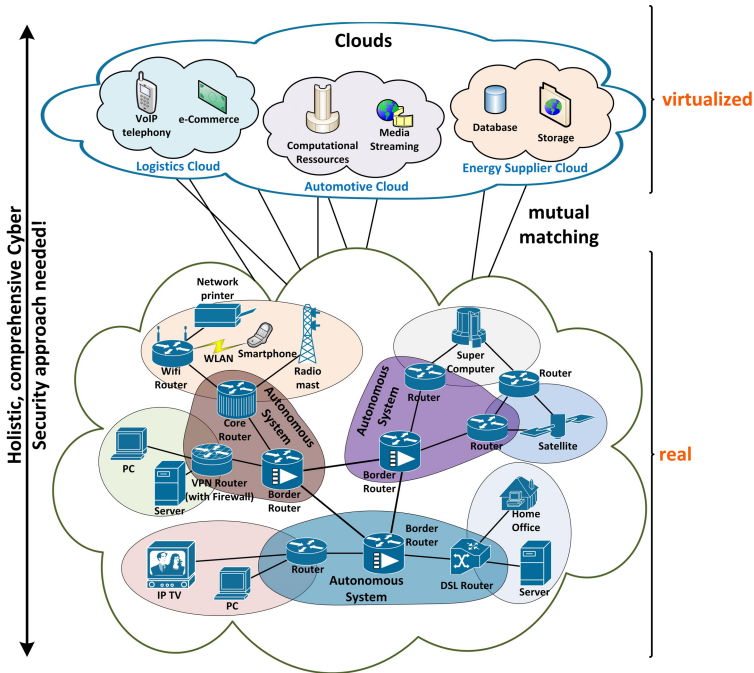 Clouds
VoIP
telephony
e-Commerce
Logistics Cloud
Computational
Ressources
Media
Streaming
Automotive Cloud
Database
Storage
Energy Supplier Cloud
virtualized
mutual
matching
Holistic, comprehensive Cyber
Security approach needed!
Network
printer
WLAN
Smartphone
Wifi
Router
Radio
mast
Core
Router
Autonomous
System
Super
Computer
Router
Router
Autonomous
System
Router
Satellite
PC
Server
VPN Router
(with Firewall)
Border
Router
Border
Router
real
Home
Office
Border
Router
IP TV
PC
Router
Autonomous
System
DSL Router
Server